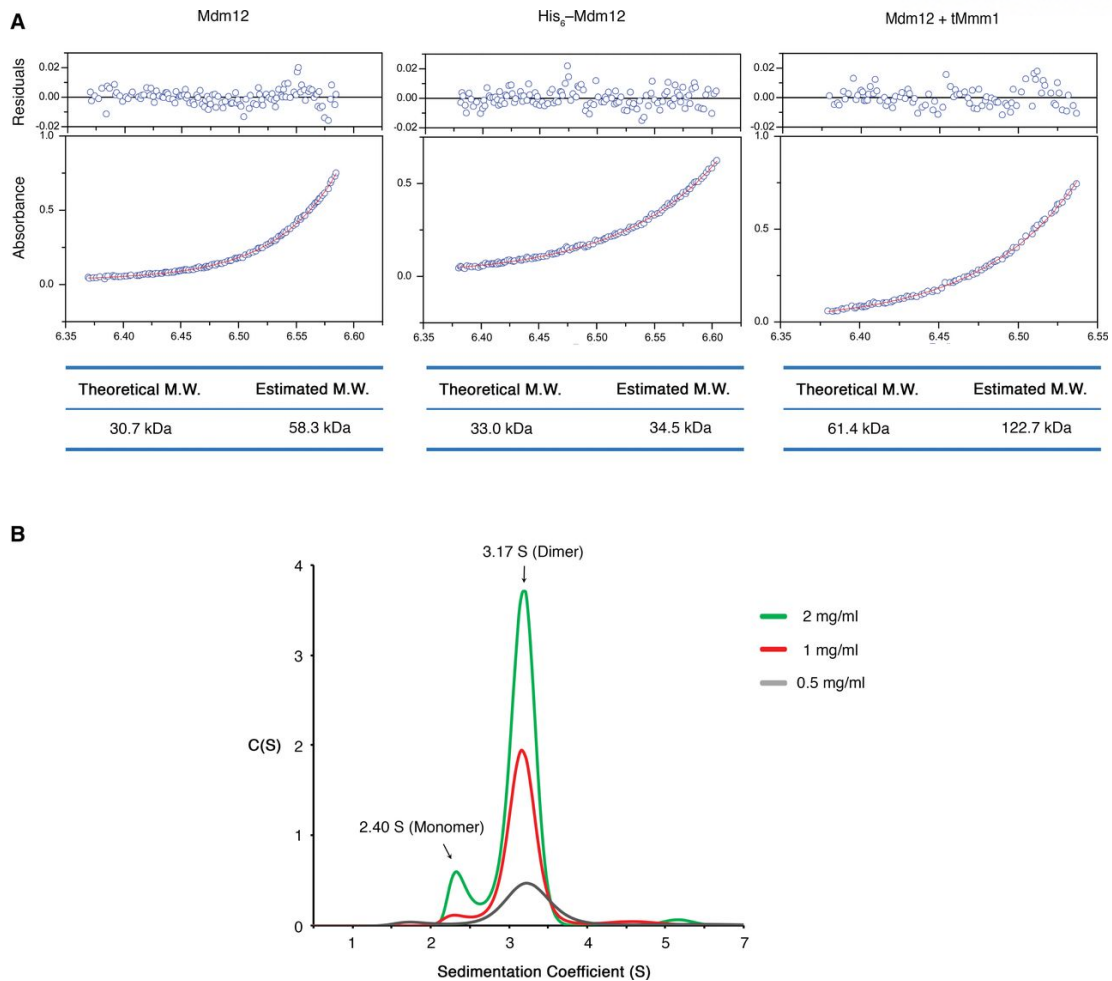 A
Mdm12
His6–Mdm12
Mdm12 + tMmm1
Residuals
0.02
0.00
-0.02
0.02
0.00
-0.02
0.02
0.00
-0.02
Absorbance
1.0
0.5
0.0
0.5
0.0
1.0
0.5
0.0
6.35 6.40 6.45 6.50 6.55
6.35 6.40 6.45 6.50 6.55 6.60
6.35 6.40 6.45 6.50 6.55
Theoretical M.W. Estimated M.W.
30.7 kDa 58.3 kDa
Theoretical M.W. Estimated M.W.
33.0 kDa 34.5 kDa
Theoretical M.W. Estimated M.W.
61.4 kDa 122.7 kDa
B
3.17 S (Dimer)
2.40 S (Monomer)
C(S)
4
3
2
1
0
1 2 3 4 5 6 7
Sedimentation Coefficient (S)
2 mg/ml
1 mg/ml
0.5 mg/ml